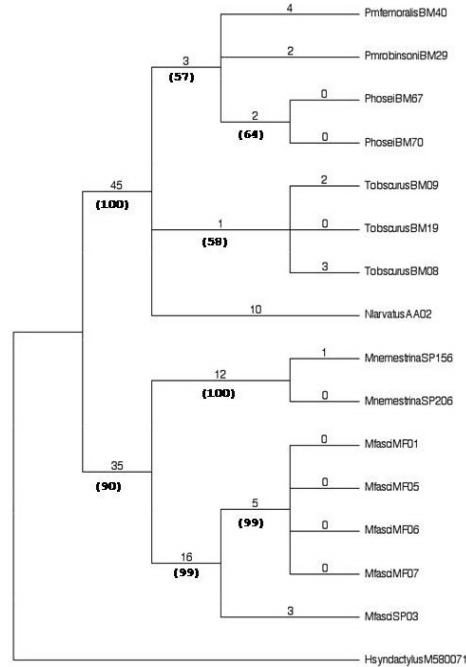 4
PmfemoralisBM40
3
(57)
2
PmrobinsoniBM29
2
(64)
0
PhoseiBM67
0
PhoseiBM70
45
(100)
2
TobscurusBM09
1
(58)
0
TobscurusBM19
3
TobscurusBM08
10
NlarvatusAA02
12
(100)
1
MnemestrinaSP156
0
MnemestrinaSP206
35
(90)
0
MfasciMF01
5
(99)
0
MfasciMF05
0
MfasciMF06
0
MfasciMF07
16
(99)
3
MfasciSP03
HsyndactylusM580071